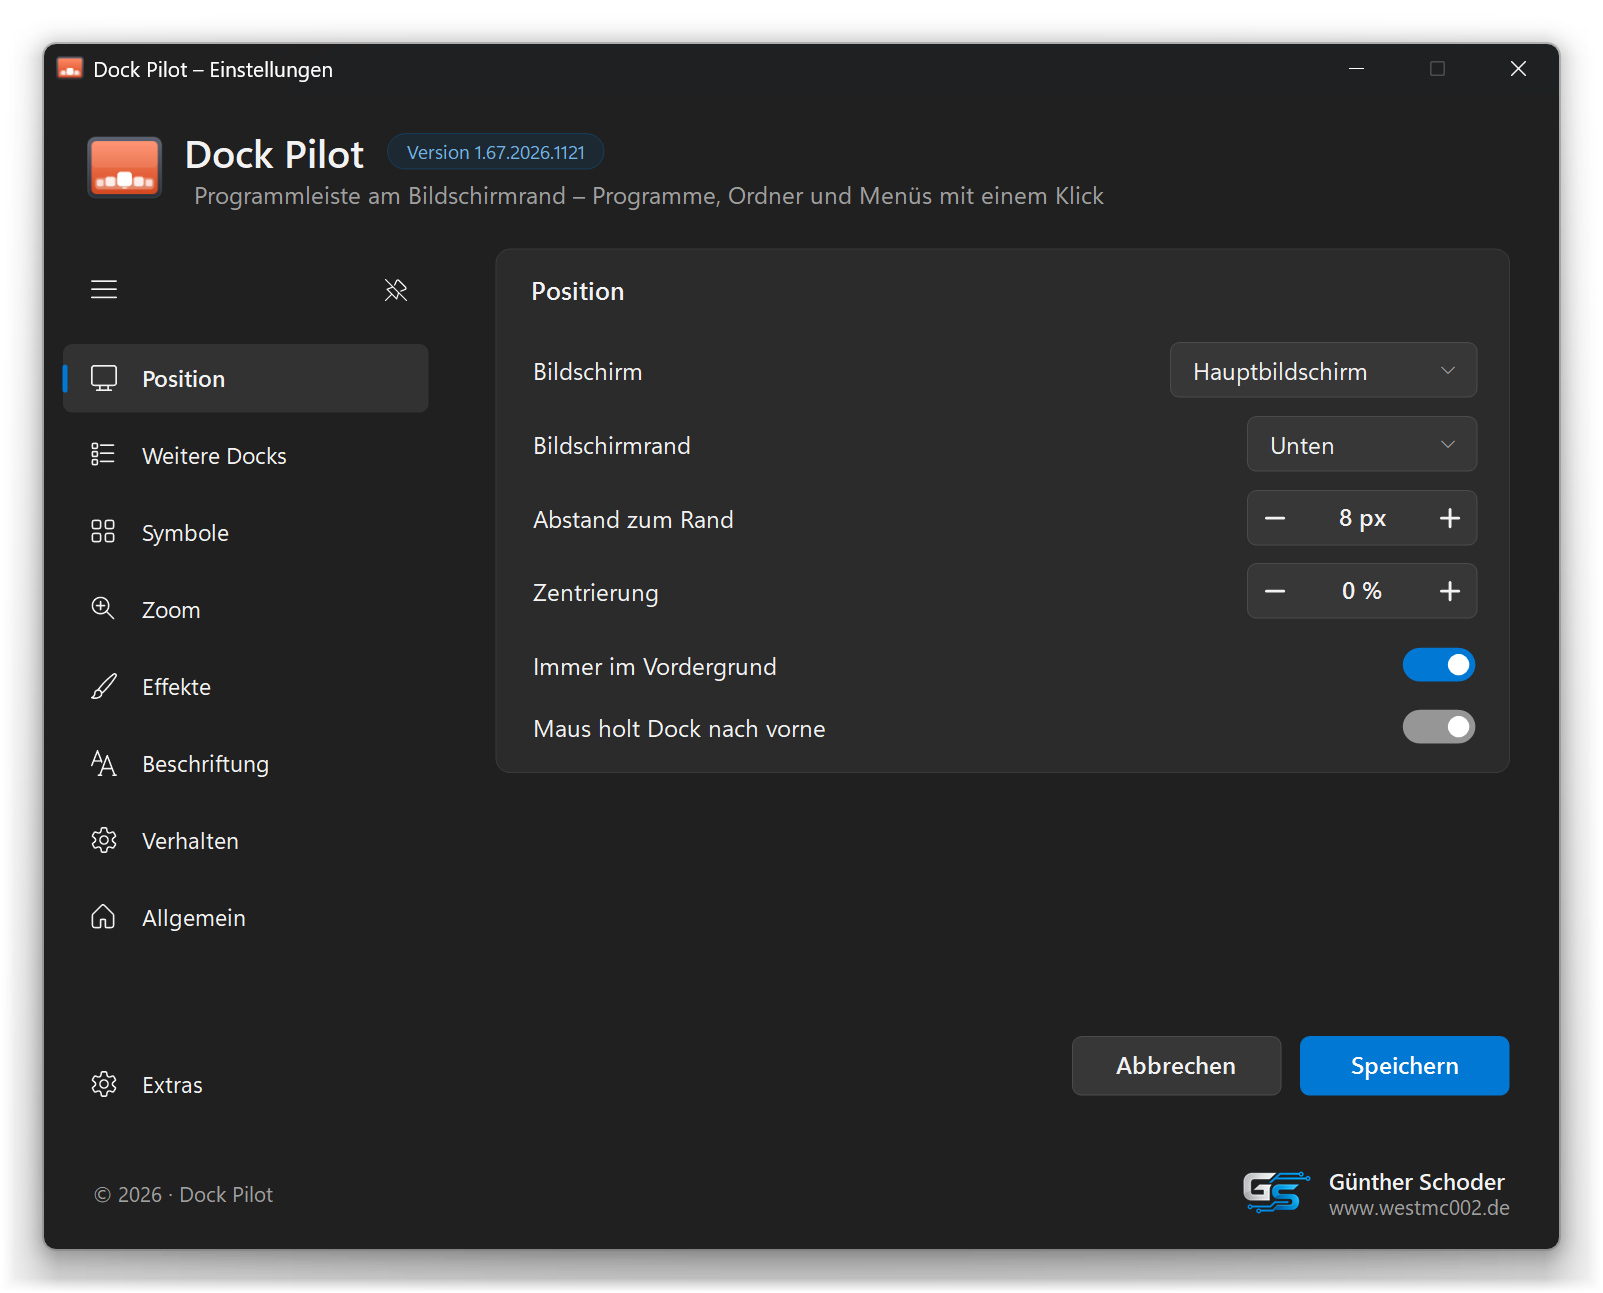 Dock Pilot – Einstellungen
Dock Pilot
Version 1.67.2026.1121
Programmleiste am Bildschirmrand – Programme, Ordner und Menüs mit einem Klick
Position
Weitere Docks
Symbole
Zoom
Effekte
Beschriftung
Verhalten
Allgemein
Extras
Position
Bildschirm
Hauptbildschirm
Bildschirmrand
Unten
Abstand zum Rand
8 px
Zentrierung
0 %
Immer im Vordergrund
Maus holt Dock nach vorne
Abbrechen
Speichern
© 2026 · Dock Pilot
GS
Günther Schoder
www.westmc002.de